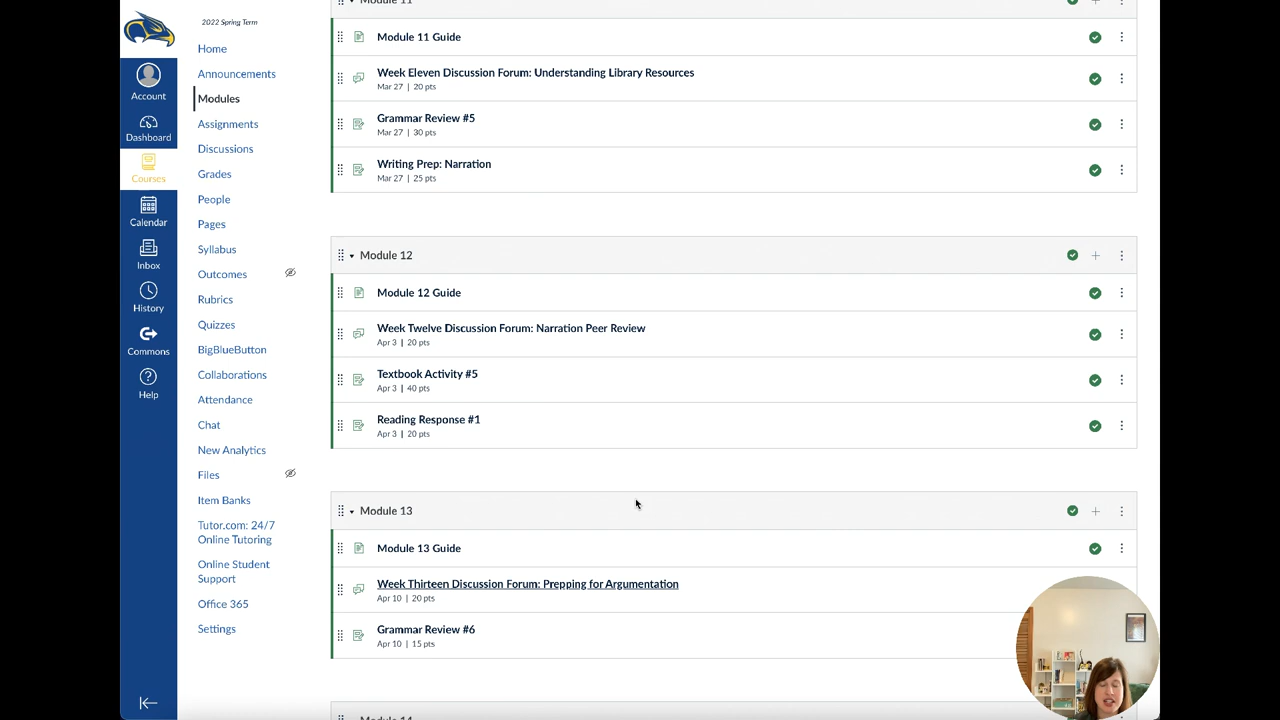 2022 Spring Term
Home
Announcements
Modules
Assignments
Discussions
Grades
People
Pages
Syllabus
Outcomes
Rubrics
Quizzes
BigBlueButton
Collaborations
Attendance
Chat
New Analytics
Files
Item Banks
Tutor.com: 24/7
Online Tutoring
Online Student
Support
Office 365
Settings
Account
Dashboard
Courses
Calendar
Inbox
History
Commons
Help
Module 11
Module 11 Guide
Week Eleven Discussion Forum: Understanding Library Resources
Mar 27 | 20 pts
Grammar Review #5
Mar 27 | 30 pts
Writing Prep: Narration
Mar 27 | 25 pts
Module 12
Module 12 Guide
Week Twelve Discussion Forum: Narration Peer Review
Apr 3 | 20 pts
Textbook Activity #5
Apr 3 | 40 pts
Reading Response #1
Apr 3 | 20 pts
Module 13
Module 13 Guide
Week Thirteen Discussion Forum: Prepping for Argumentation
Apr 10 | 20 pts
Grammar Review #6
Apr 10 | 15 pts
Module 14